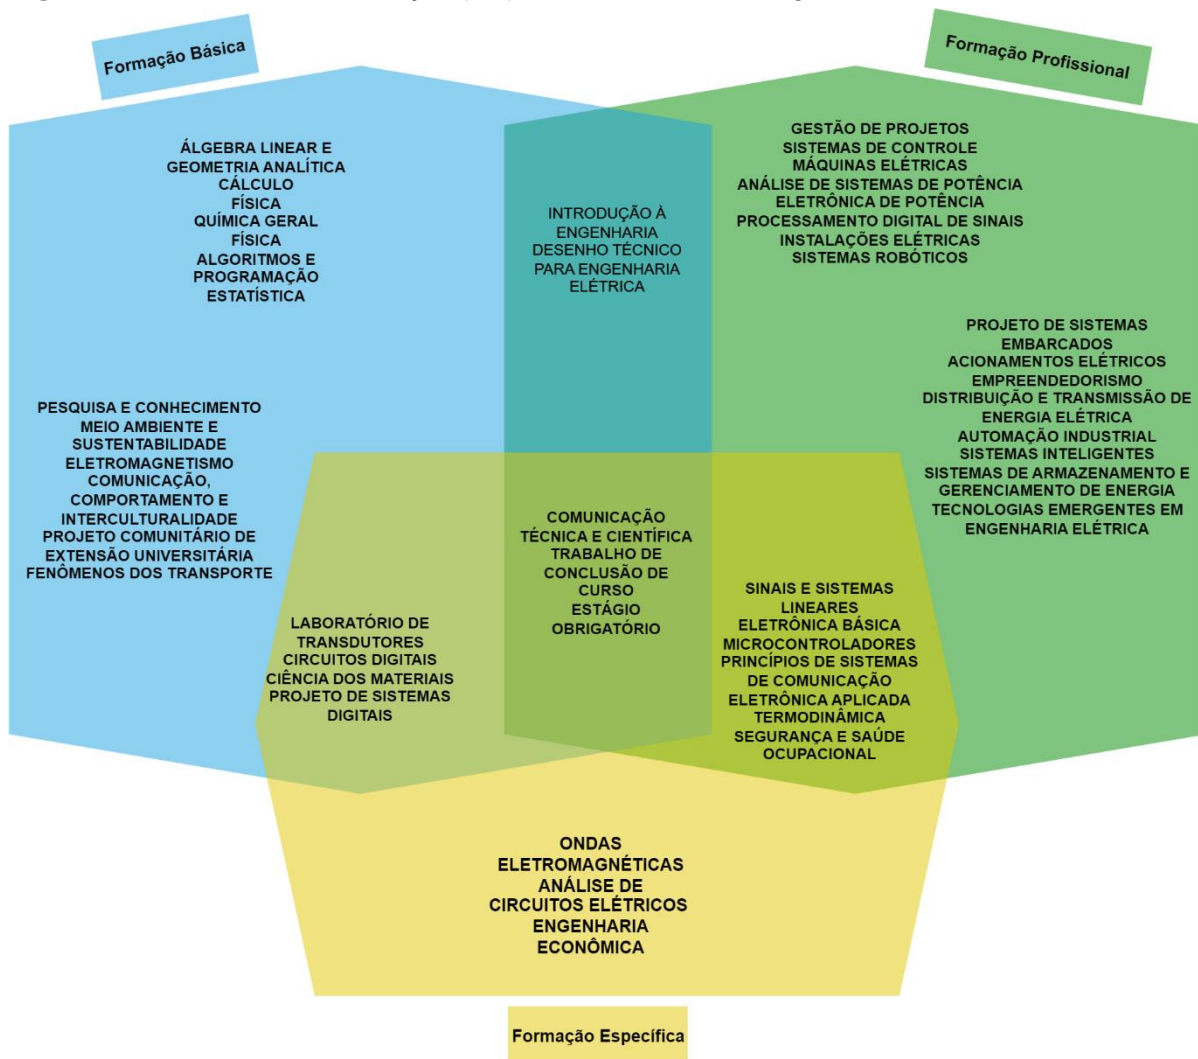 Formação Básica
Formação Profissional
ÁLGEBRA LINEAR E
GEOMETRIA ANALÍTICA
CÁLCULO
FÍSICA
QUÍMICA GERAL
FÍSICA
ALGORITMOS E
PROGRAMAÇÃO
ESTATÍSTICA
INTRODUÇÃO À
ENGENHARIA
DESENHO TÉCNICO
PARA ENGENHARIA
ELÉTRICA
GESTÃO DE PROJETOS
SISTEMAS DE CONTROLE
MÁQUINAS ELÉTRICAS
ANÁLISE DE SISTEMAS DE POTÊNCIA
ELETRÔNICA DE POTÊNCIA
PROCESSAMENTO DIGITAL DE SINAIS
INSTALAÇÕES ELÉTRICAS
SISTEMAS ROBÓTICOS
PROJETO DE SISTEMAS
EMBARCADOS
ACIONAMENTOS ELÉTRICOS
EMPREENDEDORISMO
DISTRIBUIÇÃO E TRANSMISSÃO DE
ENERGIA ELÉTRICA
AUTOMAÇÃO INDUSTRIAL
SISTEMAS INTELIGENTES
SISTEMAS DE ARMAZENAMENTO E
GERENCIAMENTO DE ENERGIA
TECNOLOGIAS EMERGENTES EM
ENGENHARIA ELÉTRICA
PESQUISA E CONHECIMENTO
MEIO AMBIENTE E
SUSTENTABILIDADE
ELETROMAGNETISMO
COMUNICAÇÃO,
COMPORTAMENTO E
INTERCULTURALIDADE
PROJETO COMUNITÁRIO DE
EXTENSÃO UNIVERSITÁRIA
FENÔMENOS DOS TRANSPORTE
COMUNICAÇÃO
TÉCNICA E CIENTÍFICA
TRABALHO DE
CONCLUSÃO DE
CURSO
ESTÁGIO
OBRIGATÓRIO
LABORATÓRIO DE
TRANSDUTORES
CIRCUITOS DIGITAIS
CIÊNCIA DOS MATERIAIS
PROJETO DE SISTEMAS
DIGITAIS
SINAIS E SISTEMAS
LINEARES
ELETRÔNICA BÁSICA
MICROCONTROLADORES
PRINCÍPIOS DE SISTEMAS
DE COMUNICAÇÃO
ELETRÔNICA APLICADA
TERMODINÂMICA
SEGURANÇA E SAÚDE
OCUPACIONAL
ONDAS
ELETROMAGNÉTICAS
ANÁLISE DE
CIRCUITOS ELÉTRICOS
ENGENHARIA
ECONÔMICA
Formação Específica